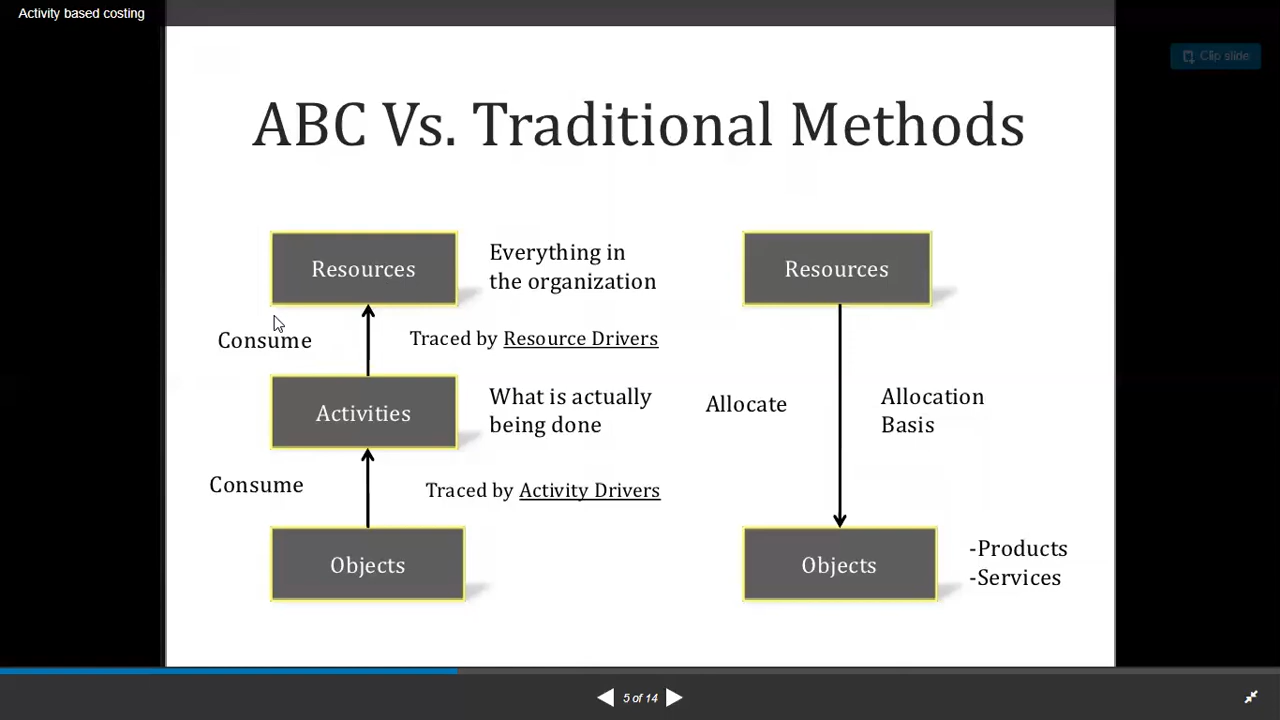 Activity based costing
Clip slide
ABC Vs. Traditional Methods
Resources
Everything in
the organization
Consume
Traced by Resource Drivers
Activities
What is actually
being done
Consume
Traced by Activity Drivers
Objects
Resources
Allocate
Allocation
Basis
Objects
-Products
-Services
5 of 14